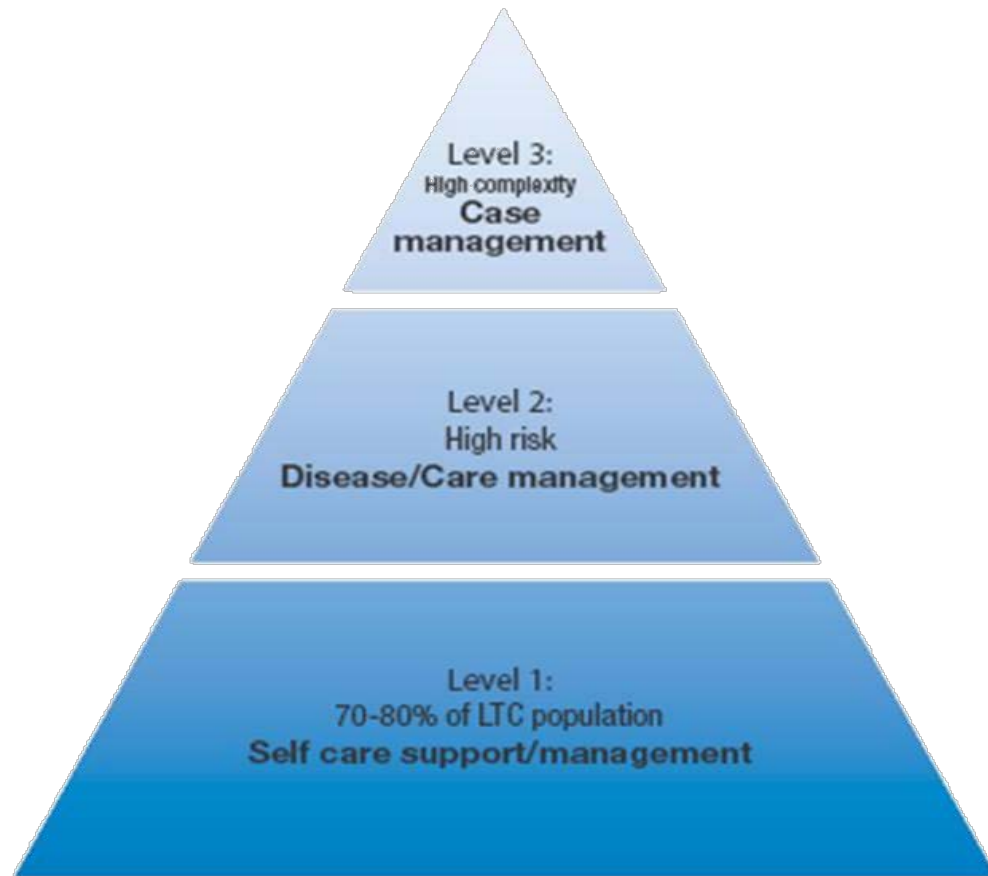 Level 3:
High complexity
Case
management
Level 2:
High risk
Disease/Care management
Level 1:
70-80% of LTC population
Self care support/management